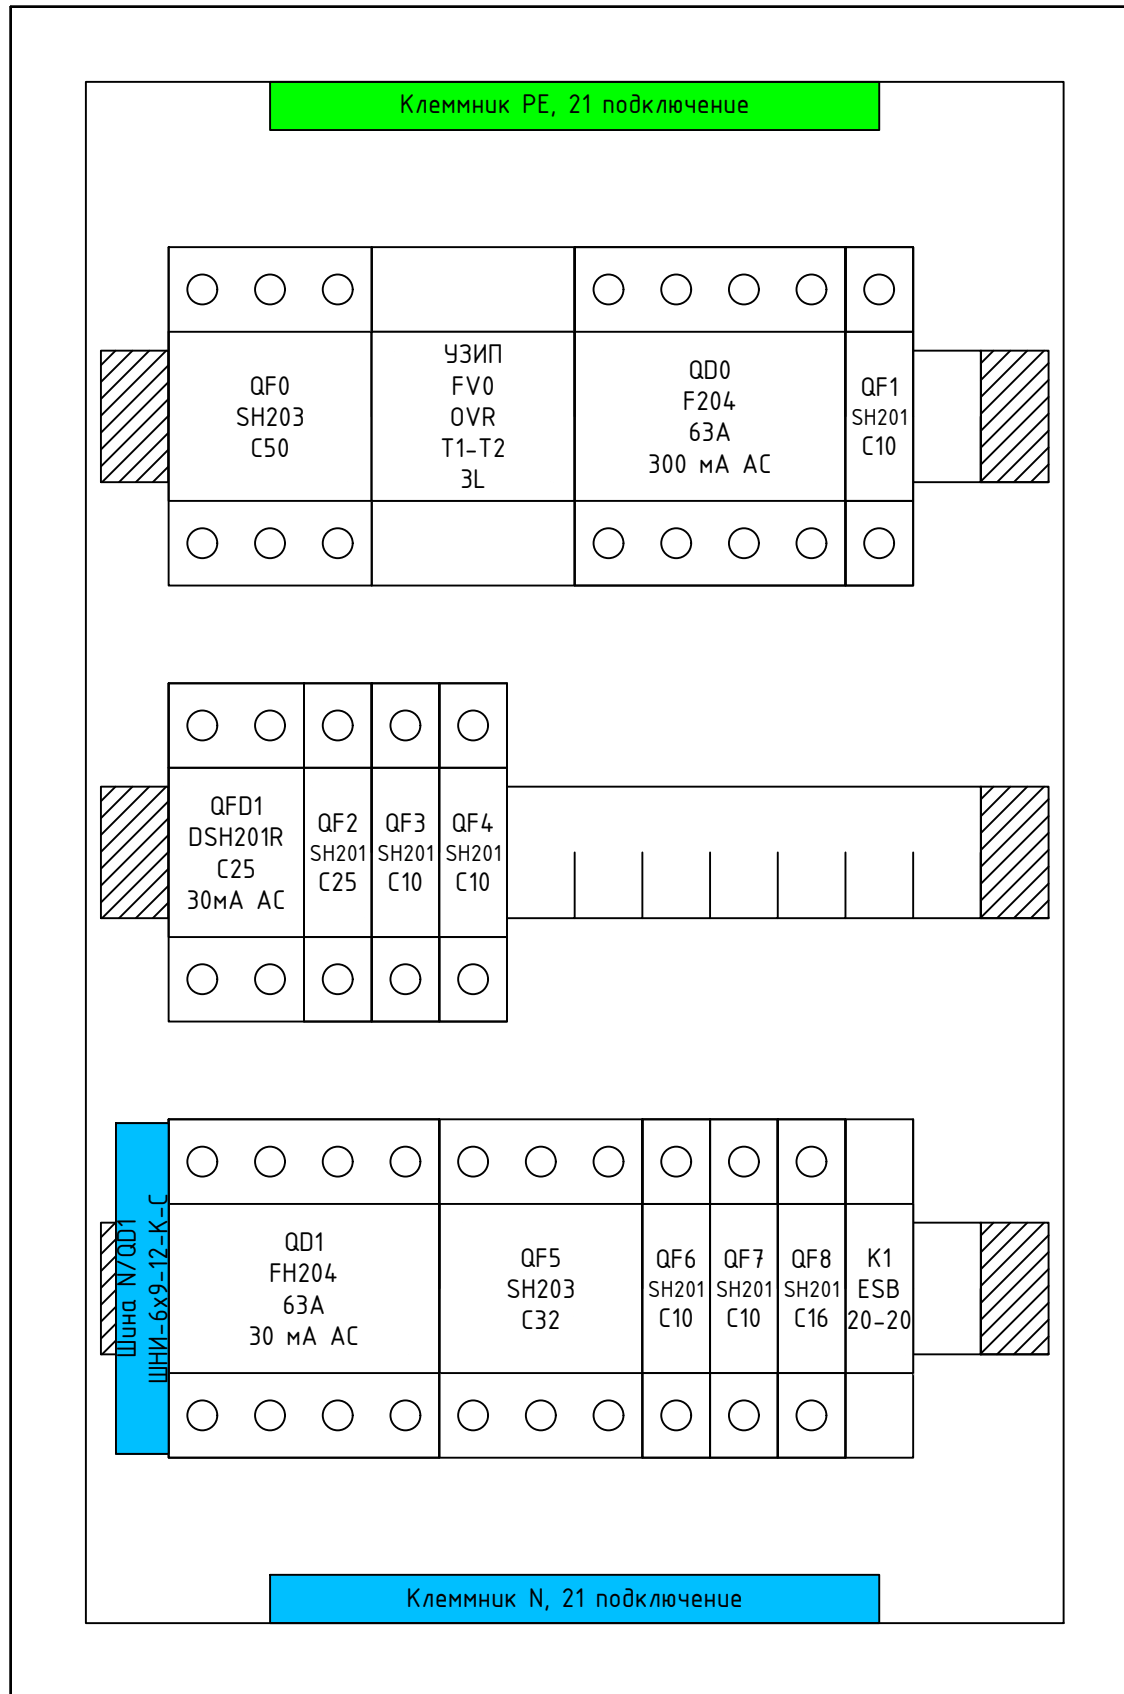 Клеммник PE, 21 подключение
QF0
SH203
C50
УЗИП
FV0
OVR
T1-T2
3L
QD0
F204
63A
300 мА АС
QF1
SH201
C10
QFD1
DSH201R
C25
30мА АС
QF2
SH201
C25
QF3
SH201
C10
QF4
SH201
C10
Шина N/QD1
ШНИ-6х9-12-К-С
QD1
FH204
63A
30 мА АС
QF5
SH203
C32
QF6
SH201
C10
QF7
SH201
C10
QF8
SH201
C16
K1
ESB
20-20
Клеммник N, 21 подключение